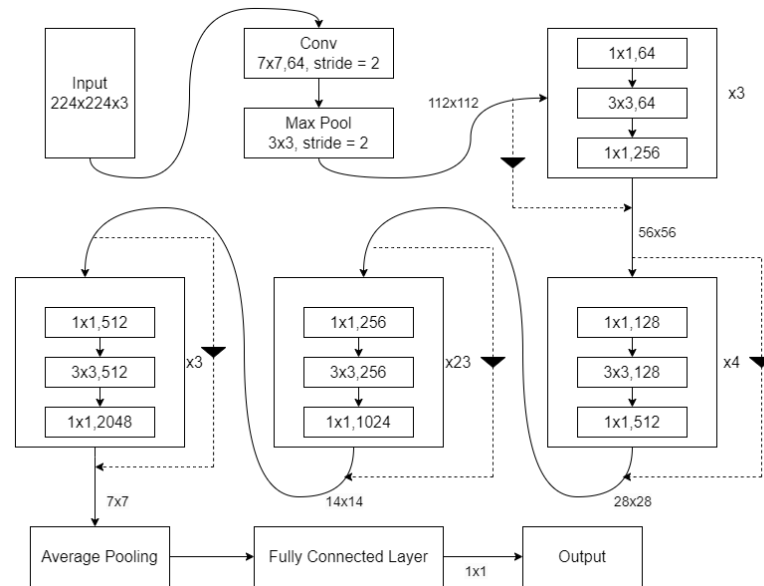 Input
224x224x3
Conv
7x7,64, stride = 2
Max Pool
3x3, stride = 2
112x112
1x1,64
3x3,64
1x1,256
x3
56x56
1x1,128
3x3,128
1x1,512
x4
28x28
1x1,256
3x3,256
1x1,1024
x23
14x14
1x1,512
3x3,512
1x1,2048
x3
7x7
Average Pooling
Fully Connected Layer
1x1
Output